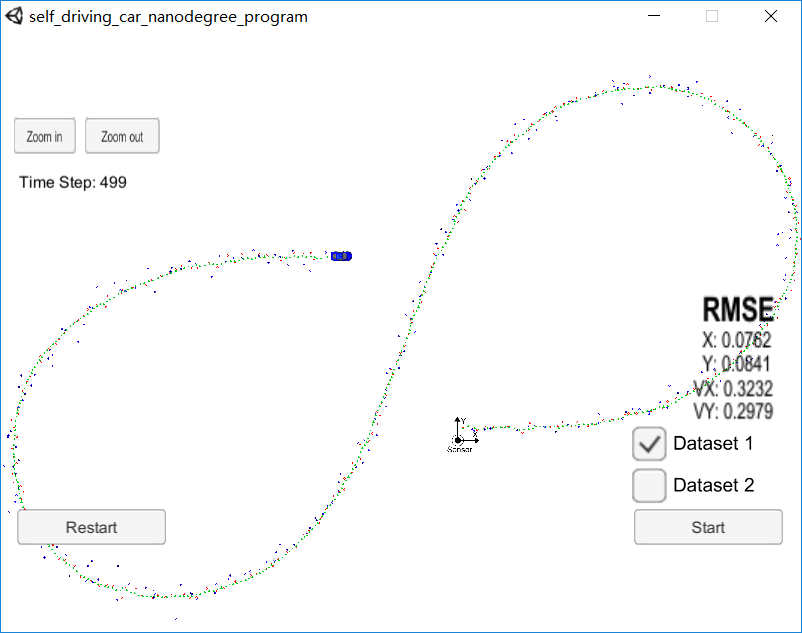 self_driving_car_nanodegree_program
Zoom in
Zoom out
Time Step: 499
RMSE
X: 0.0762
Y: 0.0841
VX: 0.3232
VY: 0.2979
Y
X
Sensor
Dataset 1
Dataset 2
Restart
Start